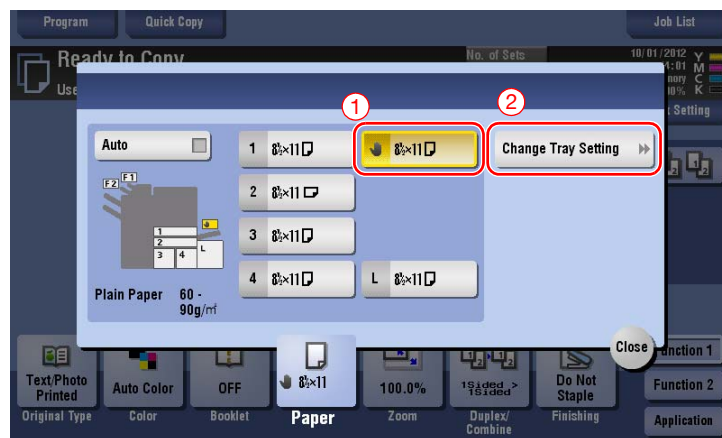 Program
Quick Copy
Job List
Ready to Copy
No. of Sets
10/01/2012
Y
M
C
K
Use
Setting
1
2
Auto
1 8½×11
8½×11
Change Tray Setting
F2 F1
2 8½×11
1
2
3 4 L
3 8½×11
4 8½×11
L 8½×11
Plain Paper 60 -
90g/m²
Close
Function 1
Text/Photo
Printed
Auto Color
OFF
8½×11
100.0%
1Sided >
1Sided
Do Not
Staple
Function 2
Original Type
Color
Booklet
Paper
Zoom
Duplex/
Combine
Finishing
Application